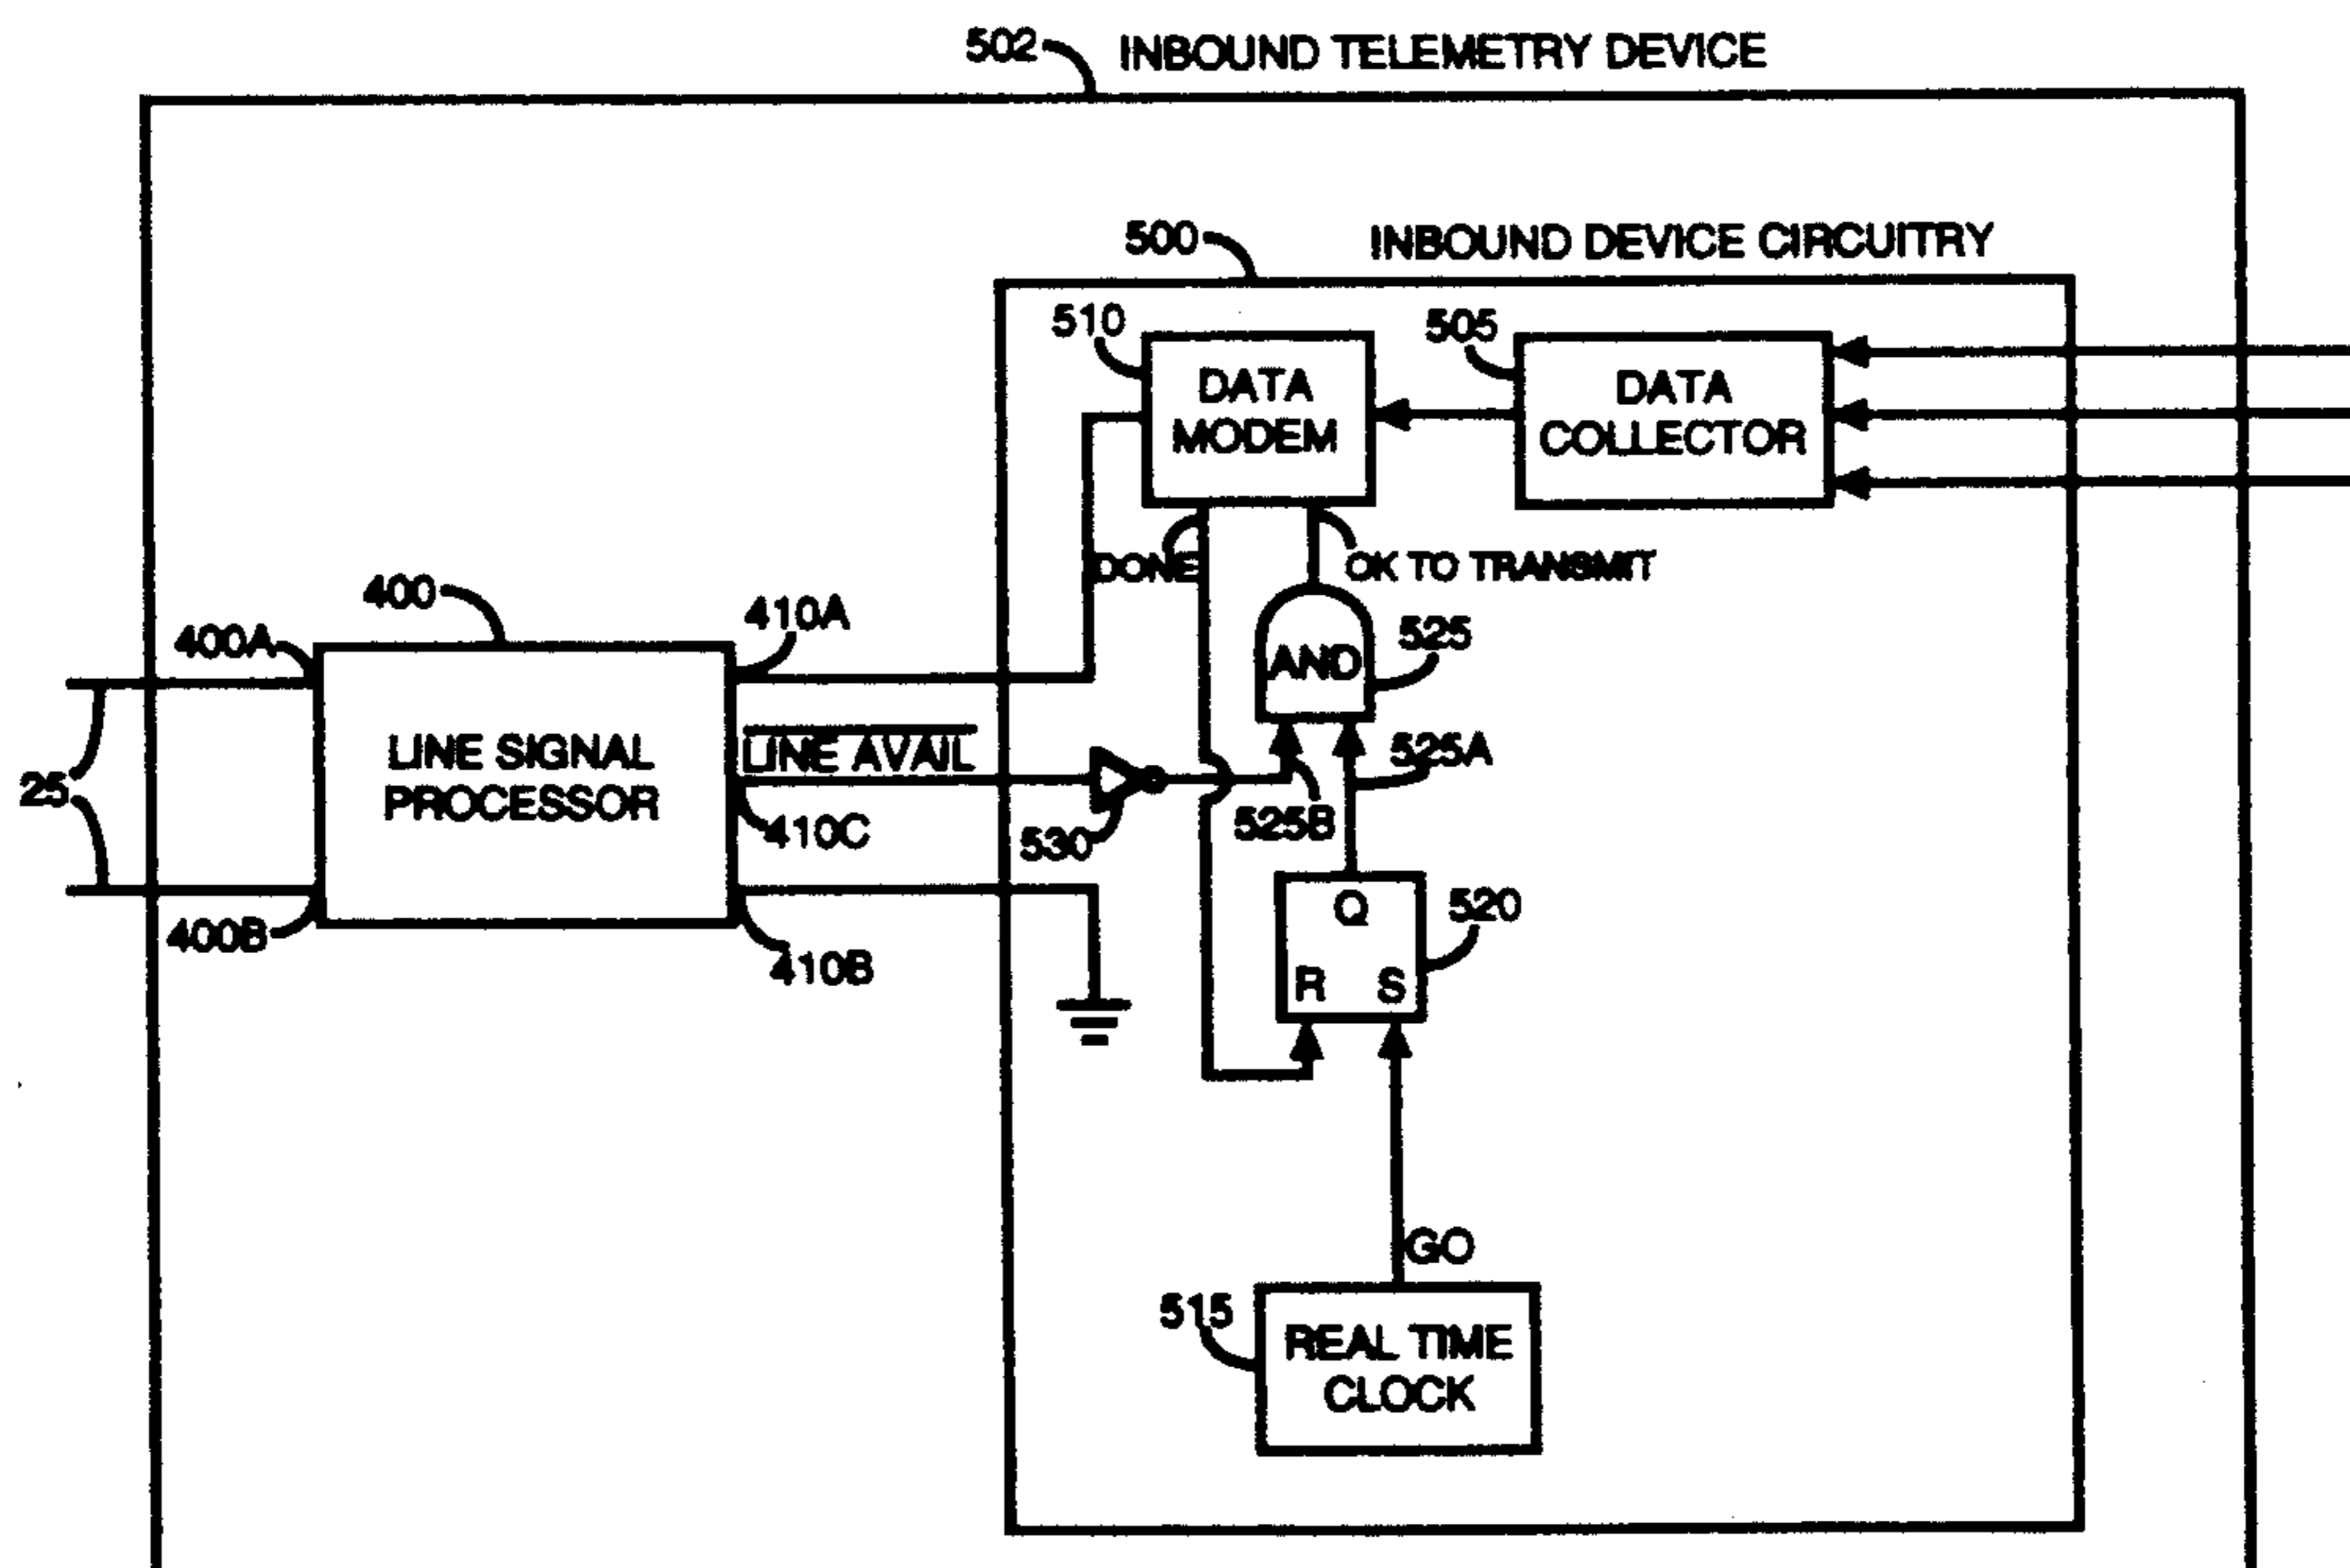 502
INBOUND TELEMETRY DEVICE
500
INBOUND DEVICE CIRCUITRY
510
505
DATA
MODEM
DATA
COLLECTOR
DONE
OK TO TRANSMIT
400
410A
400A
525
AND
LINE SIGNAL
PROCESSOR
LINE AVAIL
525A
25
410C
530
525B
400B
410B
Q
520
R S
GO
515
REAL TIME
CLOCK